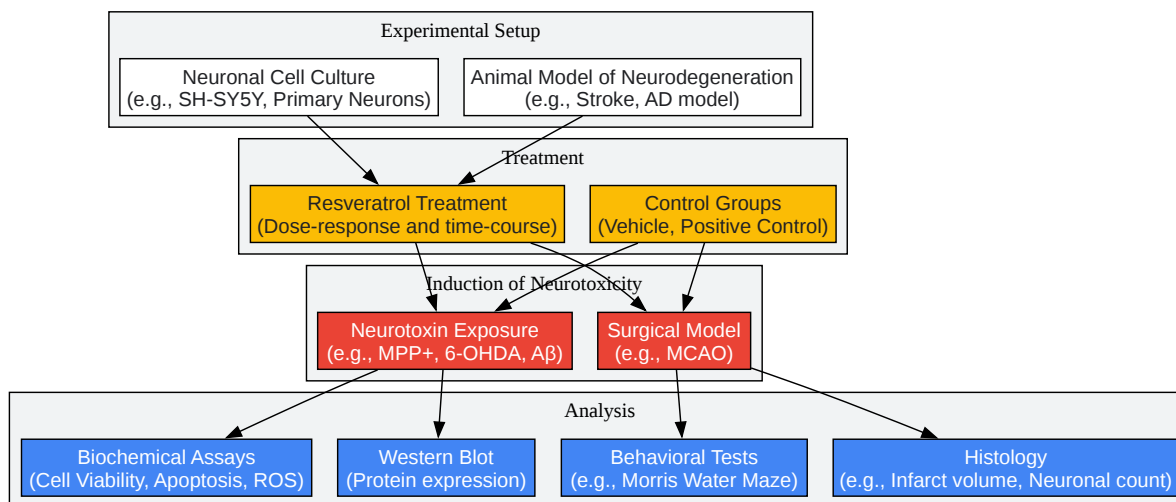 Experimental Setup
Neuronal Cell Culture
(e.g., SH-SY5Y, Primary Neurons)
Animal Model of Neurodegeneration
(e.g., Stroke, AD model)
Treatment
Resveratrol Treatment
(Dose-response and time-course)
Control Groups
(Vehicle, Positive Control)
Induction of Neurotoxicity
Neurotoxin Exposure
(e.g., MPP+, 6-OHDA, Aβ)
Surgical Model
(e.g., MCAO)
Analysis
Biochemical Assays
(Cell Viability, Apoptosis, ROS)
Western Blot
(Protein expression)
Behavioral Tests
(e.g., Morris Water Maze)
Histology
(e.g., Infarct volume, Neuronal count)